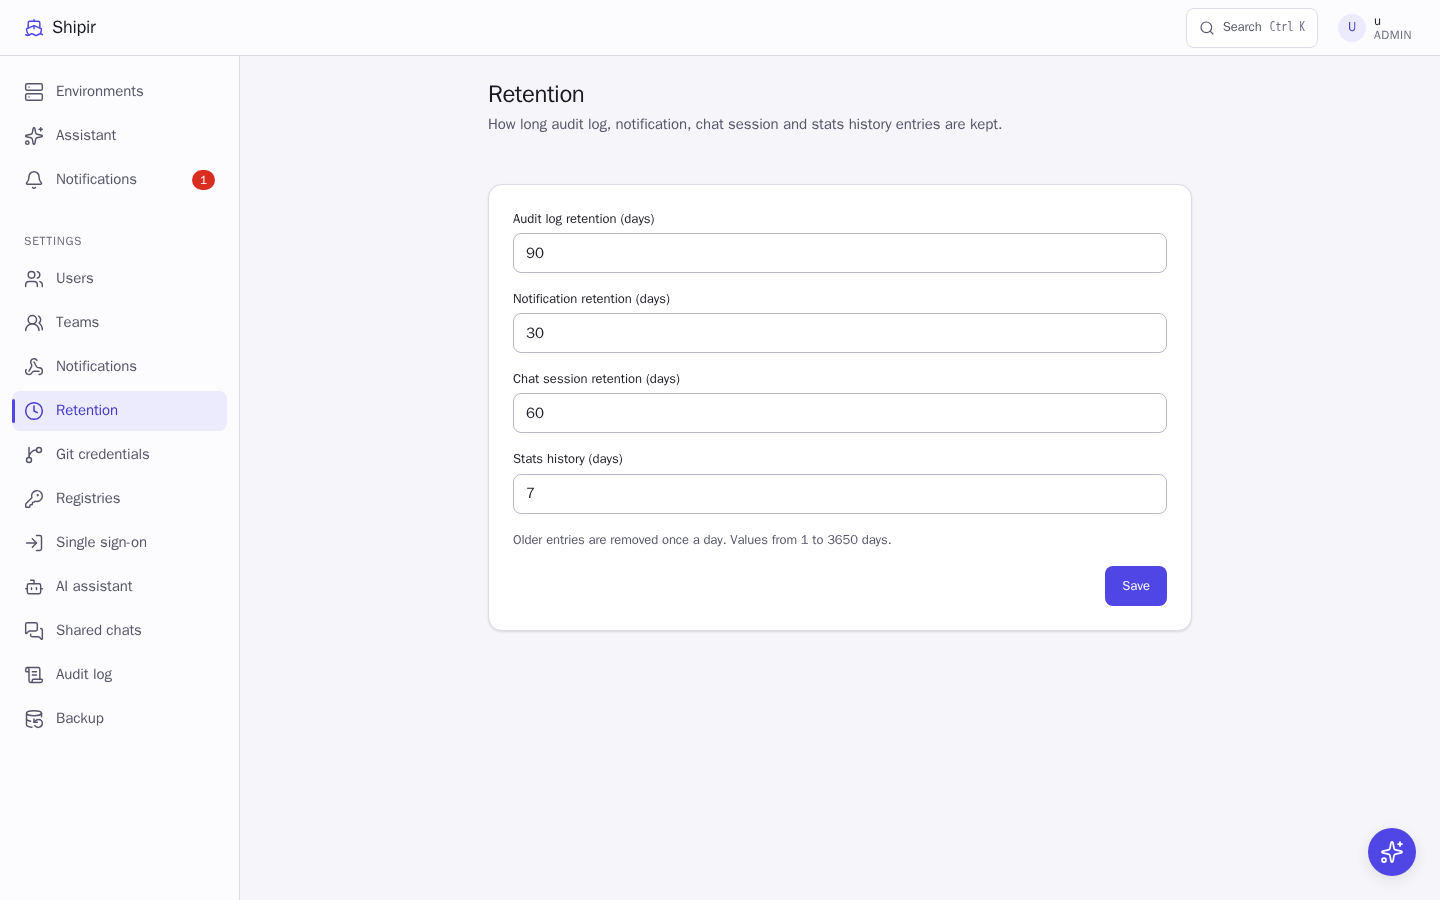 Shipir
Search Ctrl K
U
u
ADMIN
Environments
Assistant
Notifications 1
SETTINGS
Users
Teams
Notifications
Retention
Git credentials
Registries
Single sign-on
AI assistant
Shared chats
Audit log
Backup
Retention
How long audit log, notification, chat session and stats history entries are kept.
Audit log retention (days)
90
Notification retention (days)
30
Chat session retention (days)
60
Stats history (days)
7
Older entries are removed once a day. Values from 1 to 3650 days.
Save